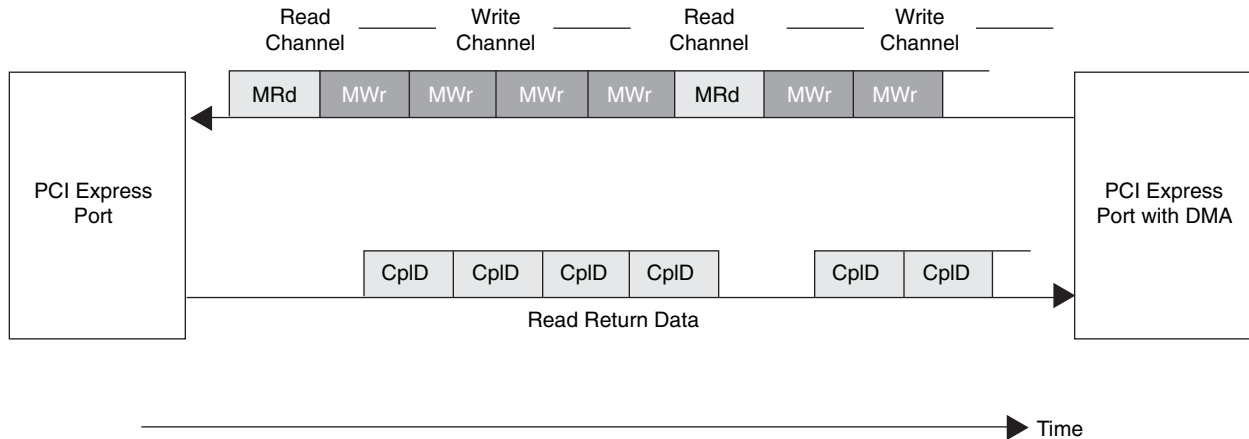 Read Channel
Write Channel
Read Channel
Write Channel
MRd MWr MWr MWr MWr MRd MWr MWr
PCI Express
Port
PCI Express
Port with DMA
CplD CplD CplD CplD CplD CplD
Read Return Data
Time